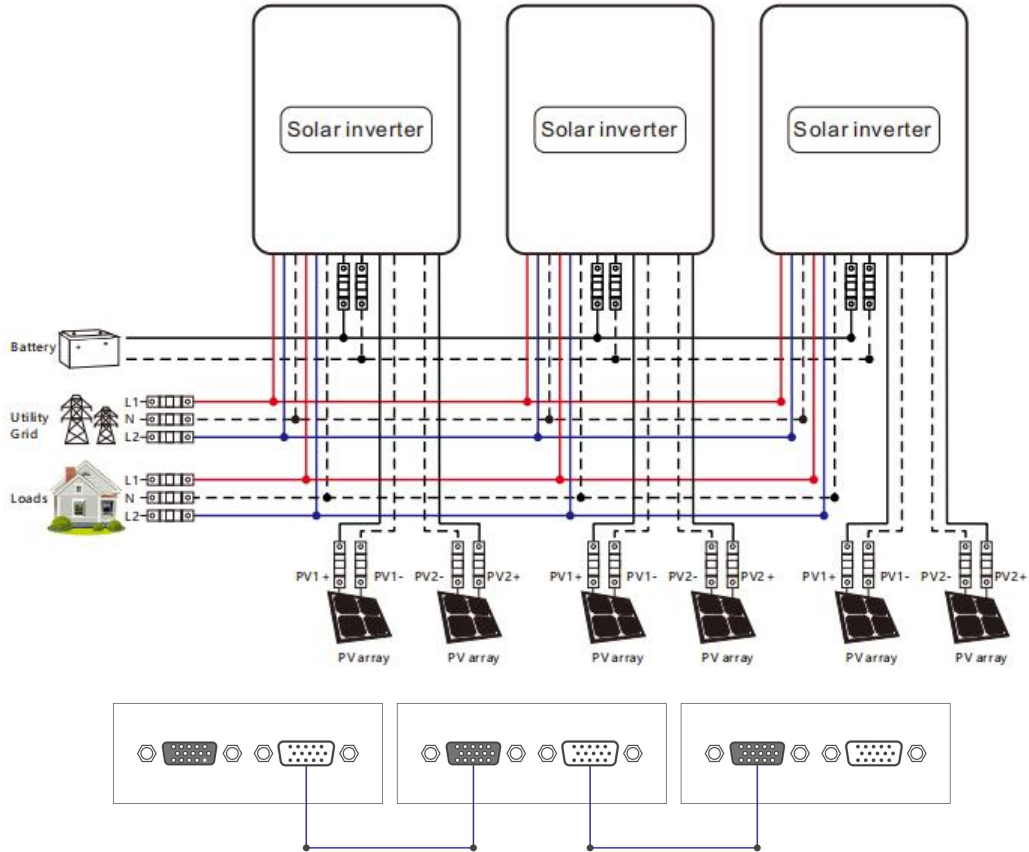 Solar inverter
Solar inverter
Solar inverter
Battery
- +
L1
Utility
Grid
N
L2
L1
Loads
N
L2
PV1+ PV1- PV2- PV2+
PV1+ PV1- PV2- PV2+
PV1+ PV1- PV2- PV2+
PV array PV array
PV array PV array
PV array PV array